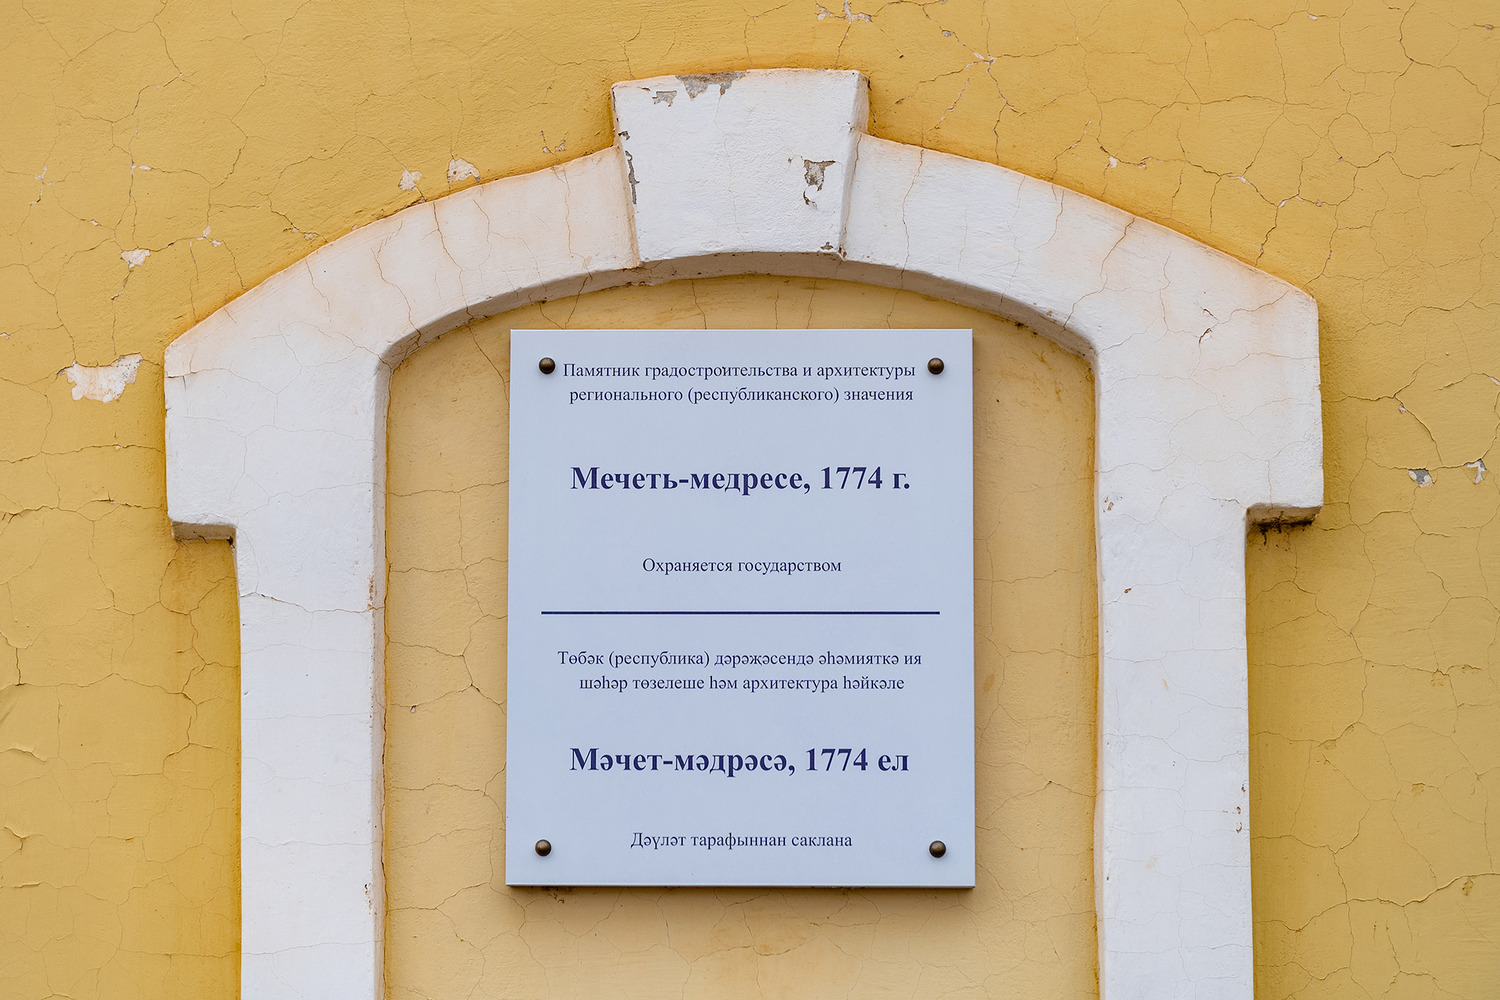 Памятник градостроительства и архитектуры
регионального (республиканского) значения
Мечеть-медресе, 1774 г.
Охраняется государством
Төбәк (республика) дәрәҗәсендә әһәмияткә ия
шәһәр төзелеше һәм архитектура һәйкәле
Мәчет-мәдрәсә, 1774 ел
Дәүләт тарафыннан саклана